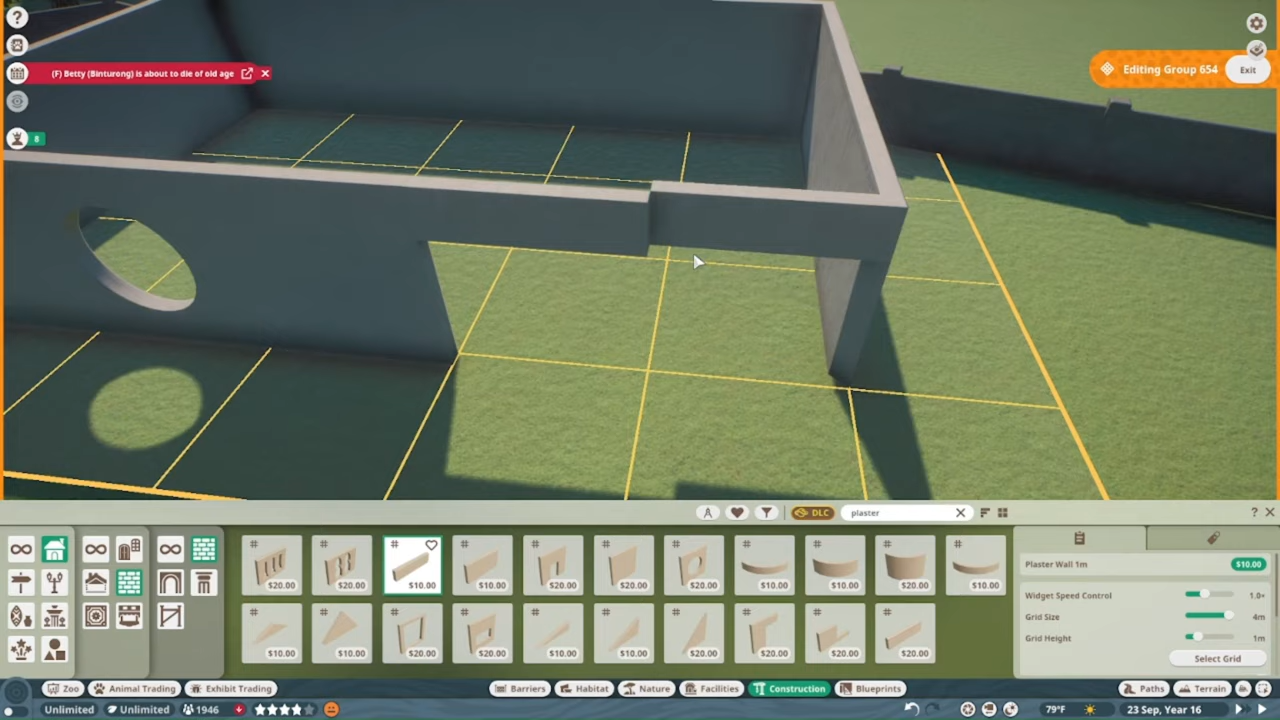 ?
(F) Betty (Binturong) is about to die of old age
8
Editing Group 654
Exit
DLC
plaster
?
$20.00
$20.00
$10.00
$10.00
$20.00
$20.00
$20.00
$10.00
$10.00
$20.00
$10.00
$10.00
$10.00
$20.00
$20.00
$10.00
$10.00
$20.00
$20.00
$20.00
$20.00
Plaster Wall 1m
$10.00
Widget Speed Control
1.0×
Grid Size
4m
Grid Height
1m
Select Grid
Zoo
Animal Trading
Exhibit Trading
Barriers
Habitat
Nature
Facilities
Construction
Blueprints
Paths
Terrain
Unlimited
Unlimited
1946
79°F
23 Sep, Year 16